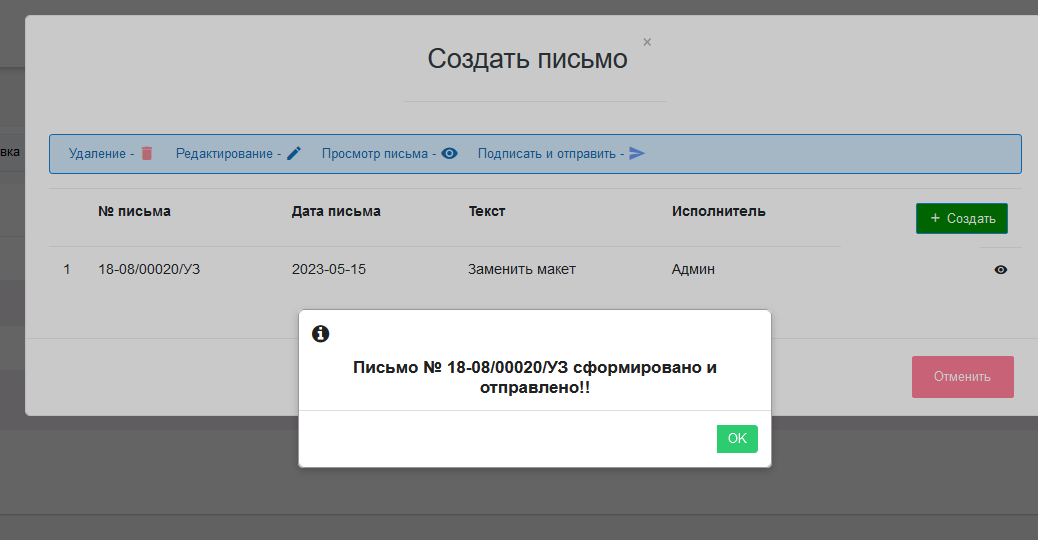 ×
Создать письмо
вка
Удаление - Редактирование - Просмотр письма - Подписать и отправить -
№ письма Дата письма Текст Исполнитель + Создать
1 18-08/00020/УЗ 2023-05-15 Заменить макет Админ
Письмо № 18-08/00020/УЗ сформировано и
отправлено!!
Отменить
OK